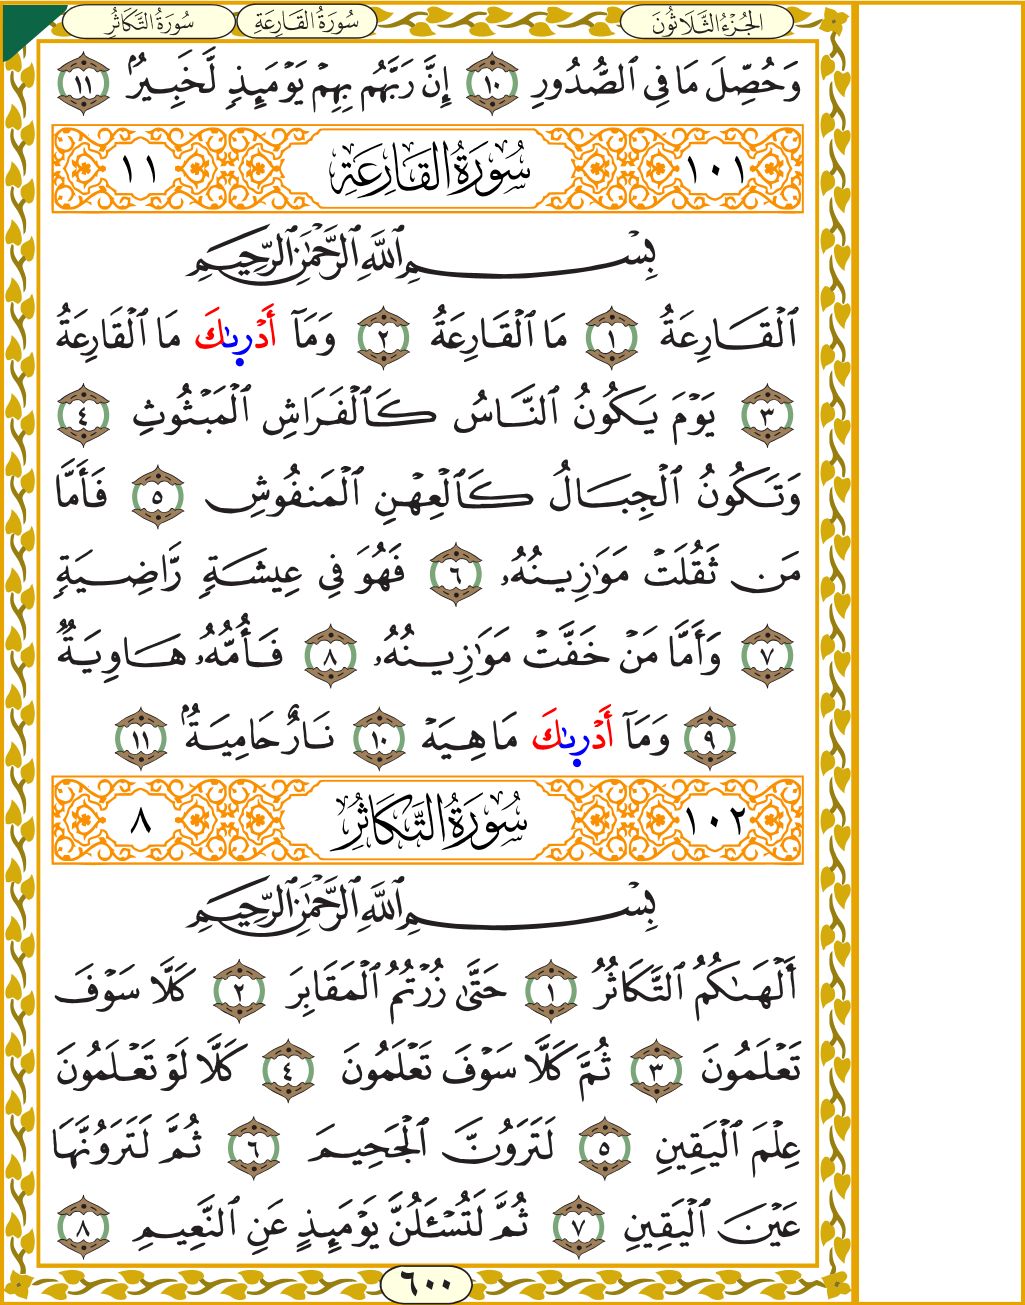 الجُزْءُ الثَّلَاثُونَ سُورَةُ القَارِعَةِ سُورَةُ التَّكَاثُرِ
وَحُصِّلَ مَا فِي ٱلصُّدُورِ ١٠ إِنَّ رَبَّهُم بِهِمْ يَوْمَئِذٖ لَّخَبِيرُۢ ١١
١٠١ سُورَةُ القَارِعَةِ ١١
بِسْمِ ٱللَّهِ ٱلرَّحْمَٰنِ ٱلرَّحِيمِ
ٱلْقَارِعَةُ ١ مَا ٱلْقَارِعَةُ ٢ وَمَآ أَدْر۪ىٰكَ مَا ٱلْقَارِعَةُ
٣ يَوْمَ يَكُونُ ٱلنَّاسُ كَٱلْفَرَاشِ ٱلْمَبْثُوثِ ٤
وَتَكُونُ ٱلْجِبَالُ كَٱلْعِهْنِ ٱلْمَنفُوشِ ٥ فَأَمَّا
مَن ثَقُلَتْ مَوَٰزِينُهُۥ ٦ فَهُوَ فِي عِيشَةٖ رَّاضِيَةٖ
٧ وَأَمَّا مَنْ خَفَّتْ مَوَٰزِينُهُۥ ٨ فَأُمُّهُۥ هَاوِيَةٞ
٩ وَمَآ أَدْر۪ىٰكَ مَا هِيَهْ ١٠ نَارٌ حَامِيَةُۢ ١١
١٠٢ سُورَةُ التَّكَاثُرِ ٨
بِسْمِ ٱللَّهِ ٱلرَّحْمَٰنِ ٱلرَّحِيمِ
أَلْهَىٰكُمُ ٱلتَّكَاثُرُ ١ حَتَّىٰ زُرْتُمُ ٱلْمَقَابِرَ ٢ كَلَّا سَوْفَ
تَعْلَمُونَ ٣ ثُمَّ كَلَّا سَوْفَ تَعْلَمُونَ ٤ كَلَّا لَوْ تَعْلَمُونَ
عِلْمَ ٱلْيَقِينِ ٥ لَتَرَوُنَّ ٱلْجَحِيمَ ٦ ثُمَّ لَتَرَوُنَّهَا
عَيْنَ ٱلْيَقِينِ ٧ ثُمَّ لَتُسْـَٔلُنَّ يَوْمَئِذٍ عَنِ ٱلنَّعِيمِ ٨
٦٠٠